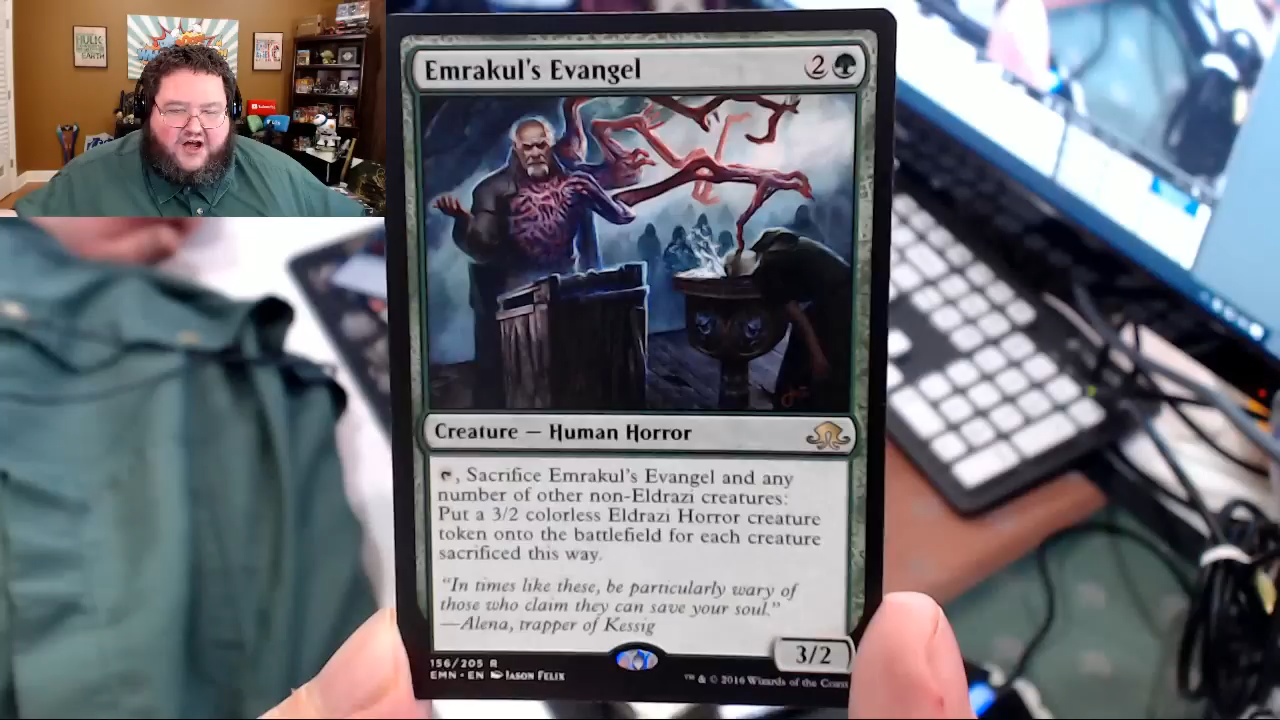 HULK
EARTH
Emrakul's Evangel
2
Creature — Human Horror
, Sacrifice Emrakul's Evangel and any
number of other non-Eldrazi creatures:
Put a 3/2 colorless Eldrazi Horror creature
token onto the battlefield for each creature
sacrificed this way.
"In times like these, be particularly wary of
those who claim they can save your soul."
—Alena, trapper of Kessig
3/2
156/205 R
EMN · EN JASON FELIX
™ & © 2016 Wizards of the Coast